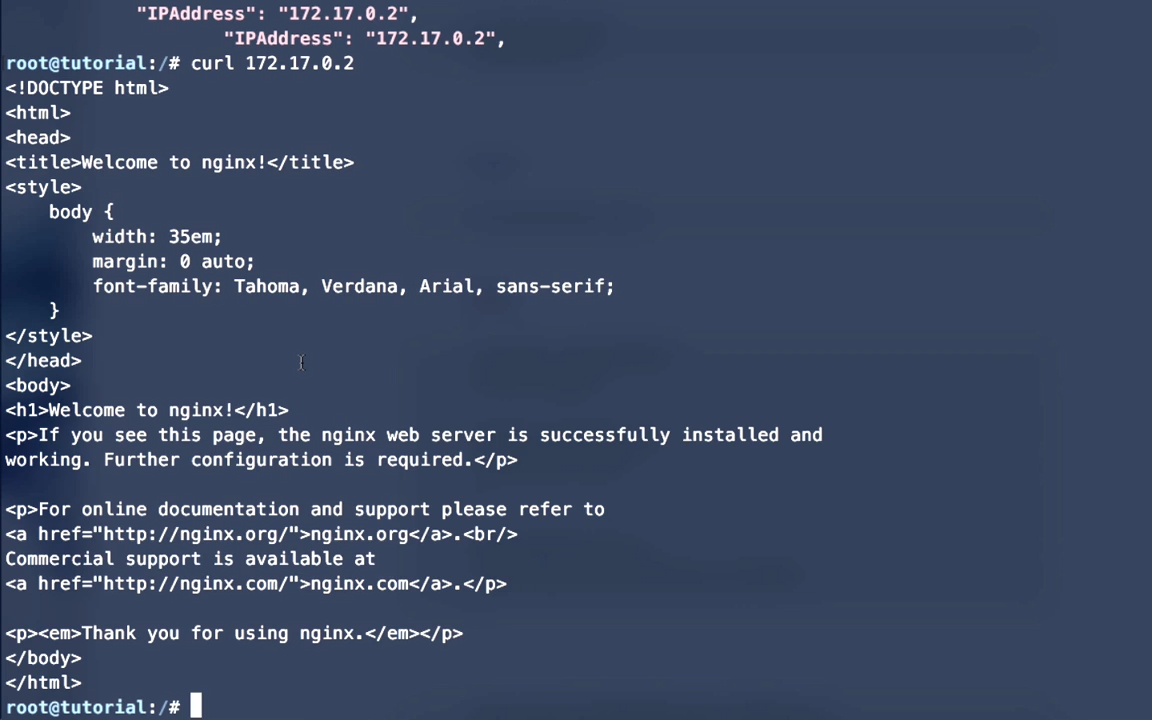 "IPAddress": "172.17.0.2",
"IPAddress": "172.17.0.2",
root@tutorial:/# curl 172.17.0.2
<!DOCTYPE html>
<html>
<head>
<title>Welcome to nginx!</title>
<style>
    body {
        width: 35em;
        margin: 0 auto;
        font-family: Tahoma, Verdana, Arial, sans-serif;
    }
</style>
</head>
<body>
<h1>Welcome to nginx!</h1>
<p>If you see this page, the nginx web server is successfully installed and
working. Further configuration is required.</p>

<p>For online documentation and support please refer to
<a href="http://nginx.org/">nginx.org</a>.<br/>
Commercial support is available at
<a href="http://nginx.com/">nginx.com</a>.</p>

<p><em>Thank you for using nginx.</em></p>
</body>
</html>
root@tutorial:/#